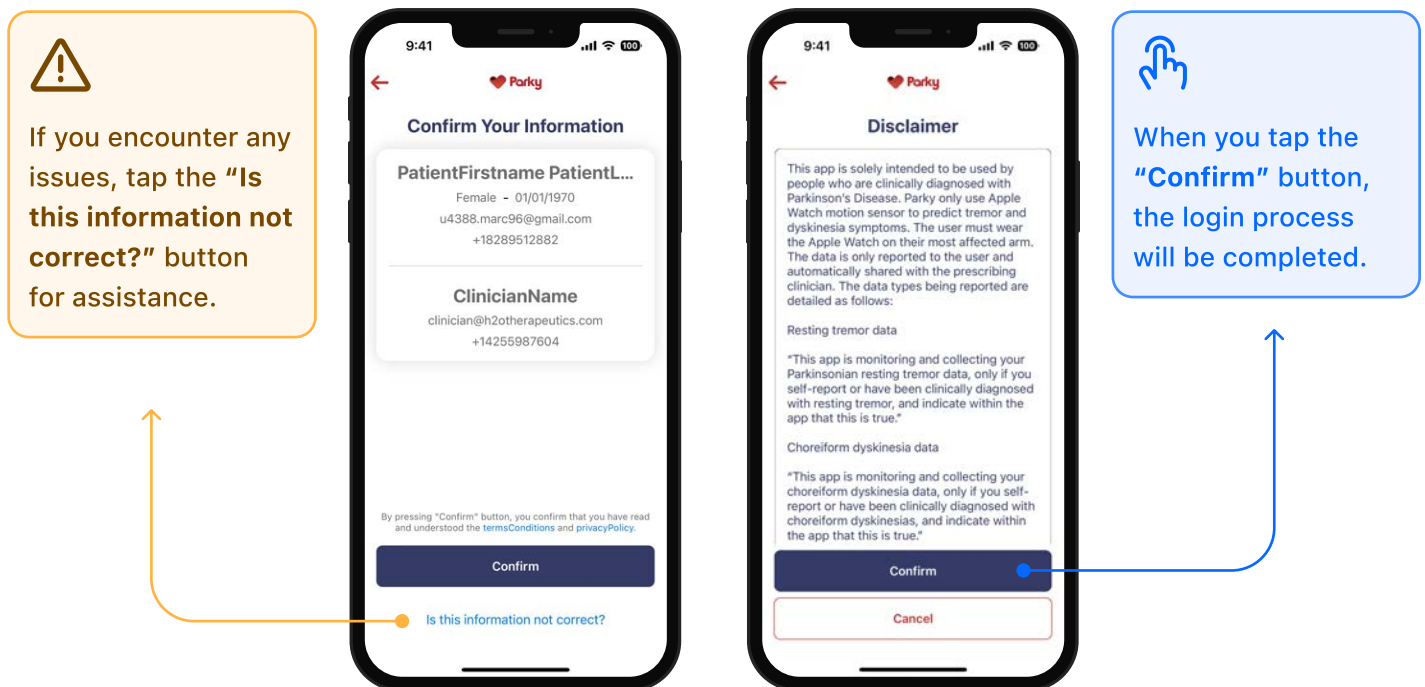 If you encounter any
issues, tap the “Is
this information not
correct?” button
for assistance.
9:41
100
Parky
Confirm Your Information
PatientFirstname PatientL...
Female - 01/01/1970
u4388.marc96@gmail.com
+18289512882
ClinicianName
clinician@h2otherapeutics.com
+14255987604
By pressing "Confirm" button, you confirm that you have read
and understood the termsConditions and privacyPolicy.
Confirm
Is this information not correct?
9:41
100
Parky
Disclaimer
This app is solely intended to be used by
people who are clinically diagnosed with
Parkinson's Disease. Parky only use Apple
Watch motion sensor to predict tremor and
dyskinesia symptoms. The user must wear
the Apple Watch on their most affected arm.
The data is only reported to the user and
automatically shared with the prescribing
clinician. The data types being reported are
detailed as follows:
Resting tremor data
"This app is monitoring and collecting your
Parkinsonian resting tremor data, only if you
self-report or have been clinically diagnosed
with resting tremor, and indicate within the
app that this is true."
Choreiform dyskinesia data
"This app is monitoring and collecting your
choreiform dyskinesia data, only if you self-
report or have been clinically diagnosed with
choreiform dyskinesias, and indicate within
the app that this is true."
Confirm
Cancel
When you tap the
“Confirm” button,
the login process
will be completed.